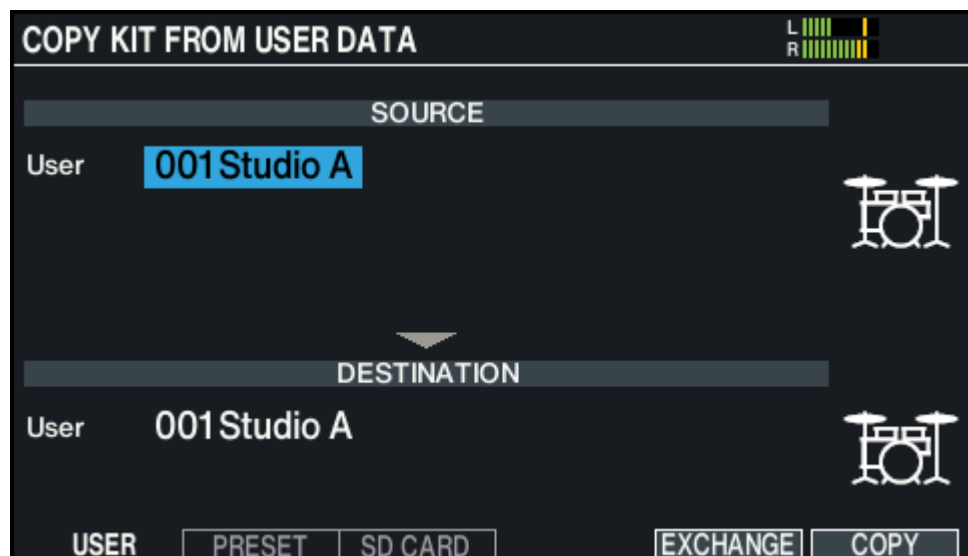 COPY KIT FROM USER DATA
L
R
SOURCE
User 001 Studio A
DESTINATION
User 001 Studio A
USER PRESET SD CARD EXCHANGE COPY